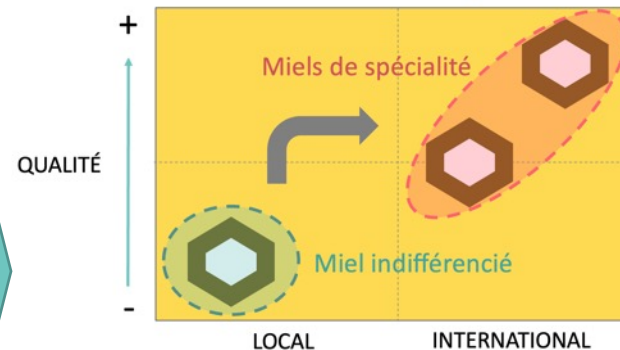 +
Miels de spécialité
QUALITÉ
Miel indifférencié
-
LOCAL INTERNATIONAL